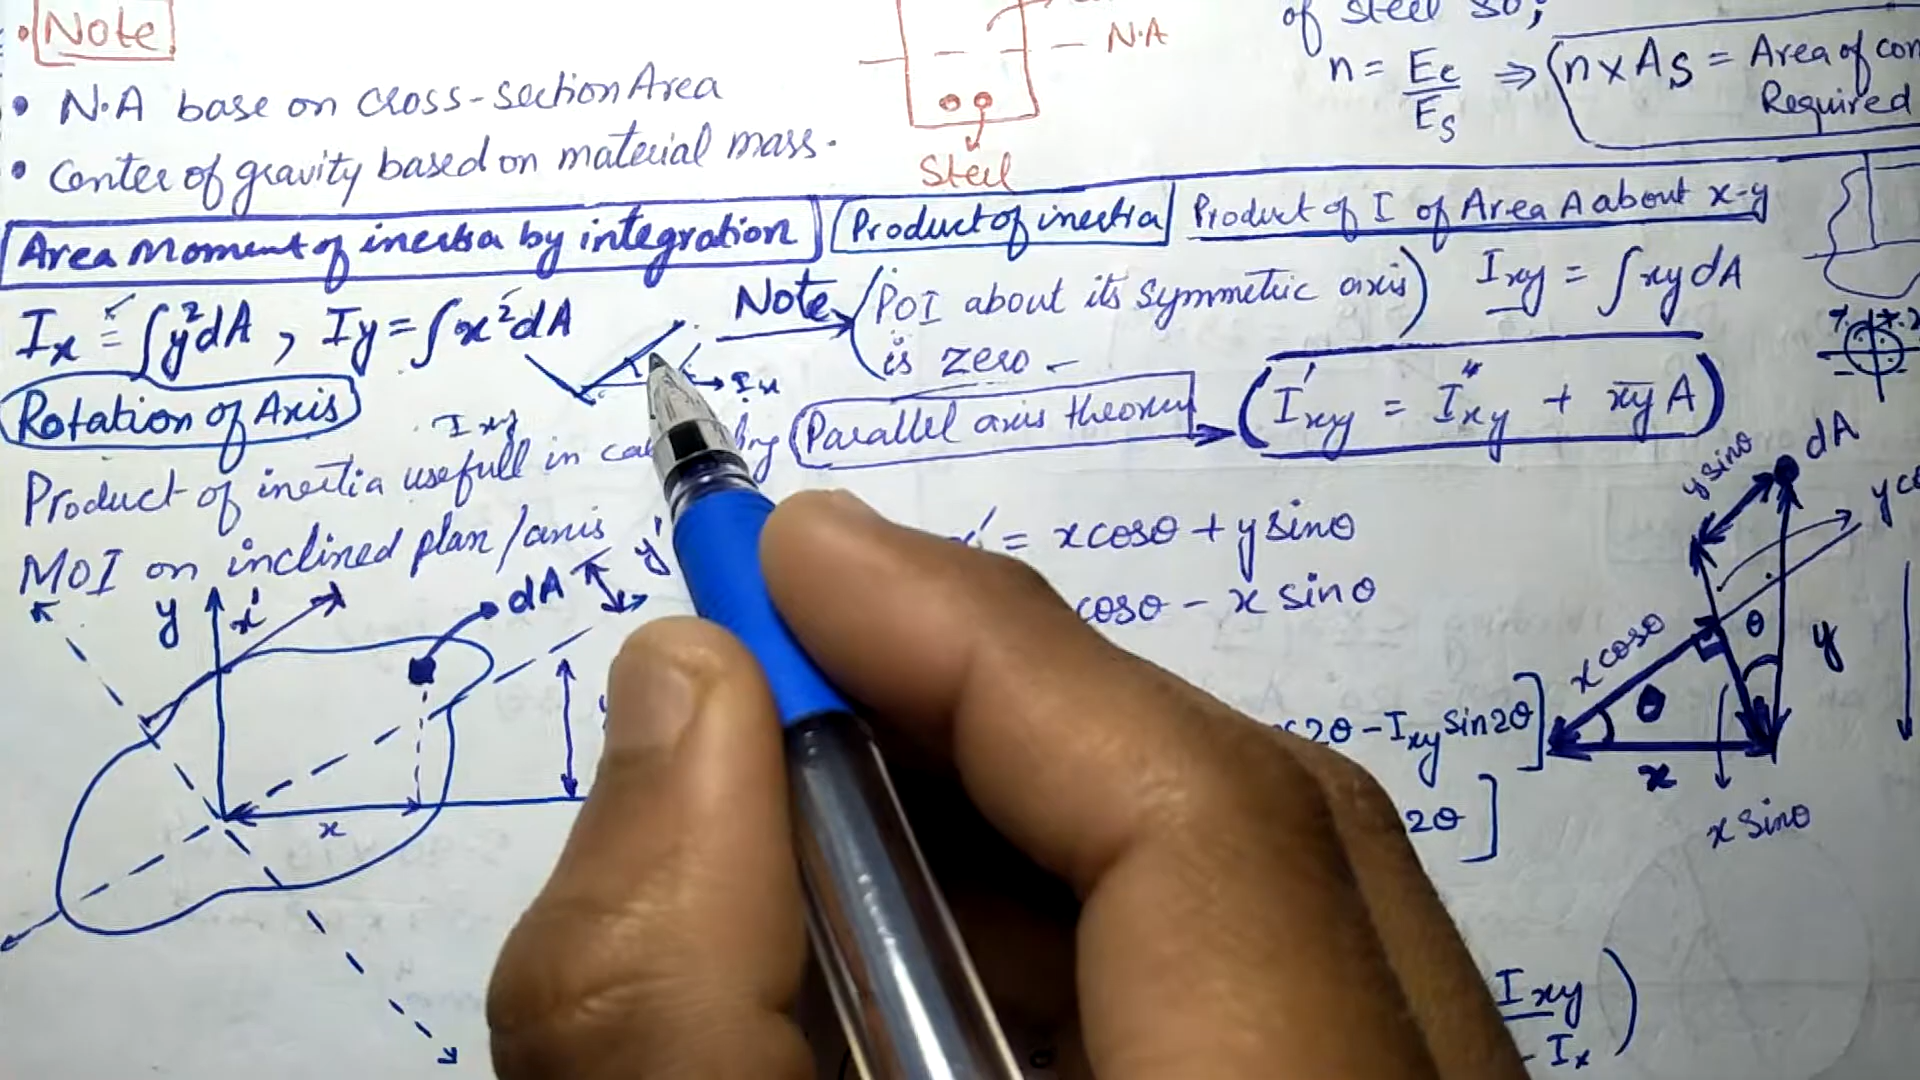 • Note
• N.A base on cross-section Area
• Center of gravity based on material mass.
N.A
Steel
of steel so,
n = Ec/Es ⇒ (n x As = Area of con
Required
Area Moment of inertia by integration
Product of inertia
Product of I of Area A about x-y
Ix = ∫y²dA , Iy = ∫x²dA
Ix
Note
(POI about its symmetric axis)
is zero
Ixy = ∫xydA
Rotation of Axis
Ixy
Parallel axis theorem
(I'xy = I"xy + x̄ȳ A)
Product of inertia usefull in
MOI on inclined plan/axis
= x cosθ + y sinθ
cosθ - x sinθ
y
x'
dA
y'
x
2θ - Ixy sin2θ]
2θ ]
y sinθ
dA
x cosθ
θ
θ
y
x
x sinθ
Ixy
- Ix )